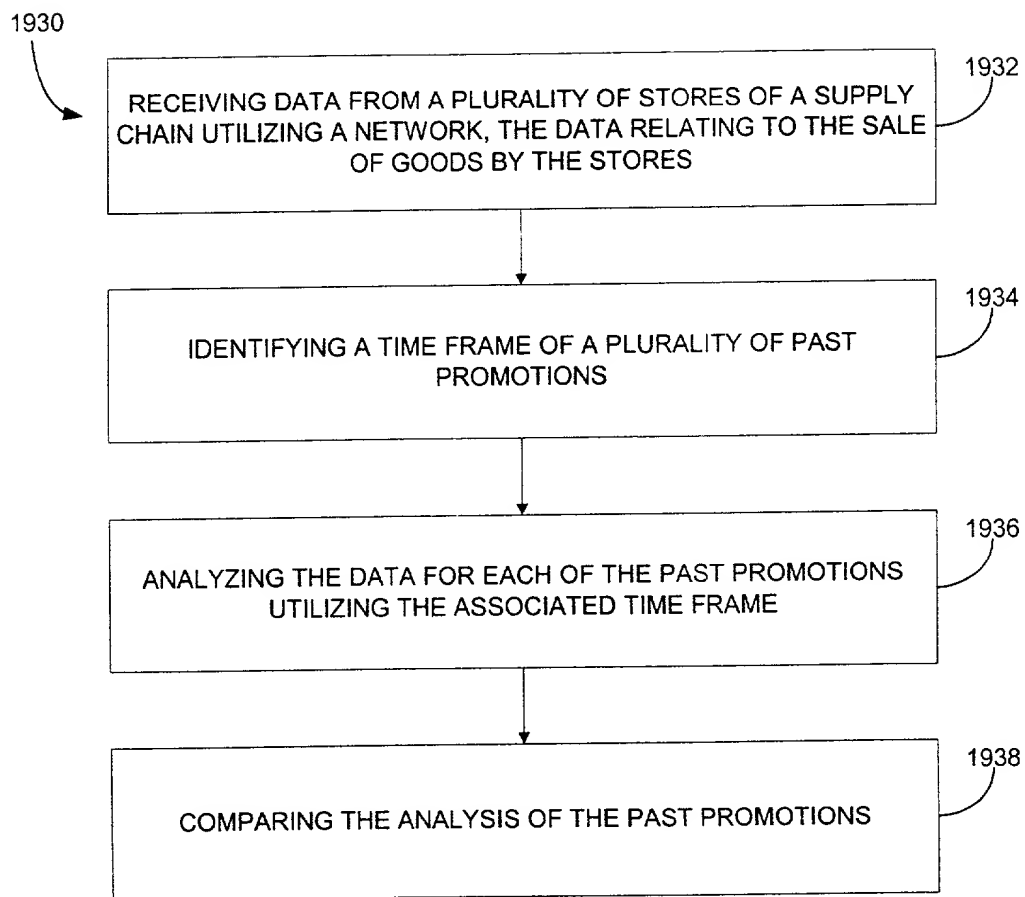 1930
1932
RECEIVING DATA FROM A PLURALITY OF STORES OF A SUPPLY
CHAIN UTILIZING A NETWORK, THE DATA RELATING TO THE SALE
OF GOODS BY THE STORES
1934
IDENTIFYING A TIME FRAME OF A PLURALITY OF PAST
PROMOTIONS
1936
ANALYZING THE DATA FOR EACH OF THE PAST PROMOTIONS
UTILIZING THE ASSOCIATED TIME FRAME
1938
COMPARING THE ANALYSIS OF THE PAST PROMOTIONS